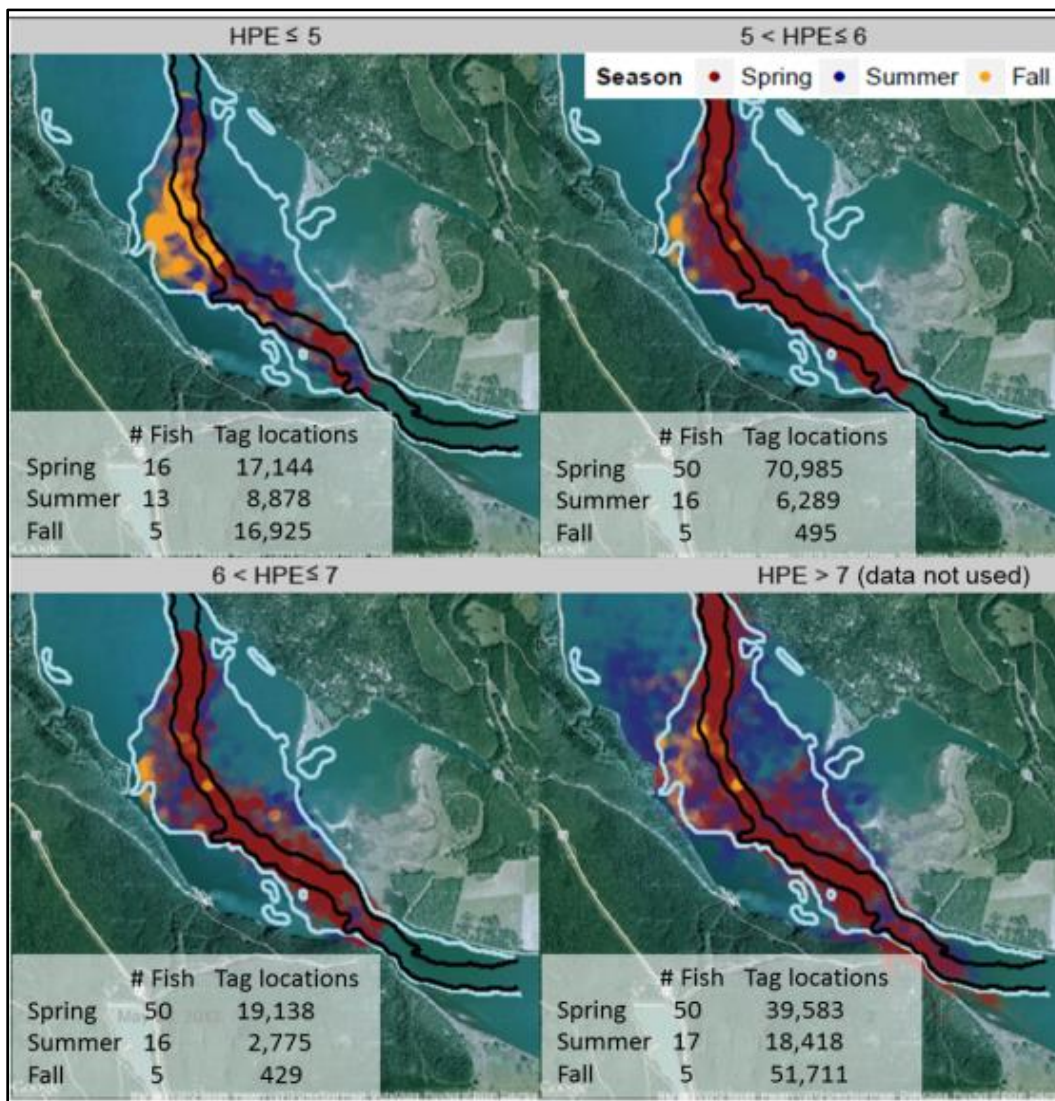 HPE ≤ 5
5 < HPE ≤ 6
Season Spring Summer Fall
# Fish Tag locations
Spring 16 17,144
Summer 13 8,878
Fall 5 16,925
# Fish Tag locations
Spring 50 70,985
Summer 16 6,289
Fall 5 495
6 < HPE ≤ 7
HPE > 7 (data not used)
# Fish Tag locations
Spring 50 19,138
Summer 16 2,775
Fall 5 429
# Fish Tag locations
Spring 50 39,583
Summer 17 18,418
Fall 5 51,711